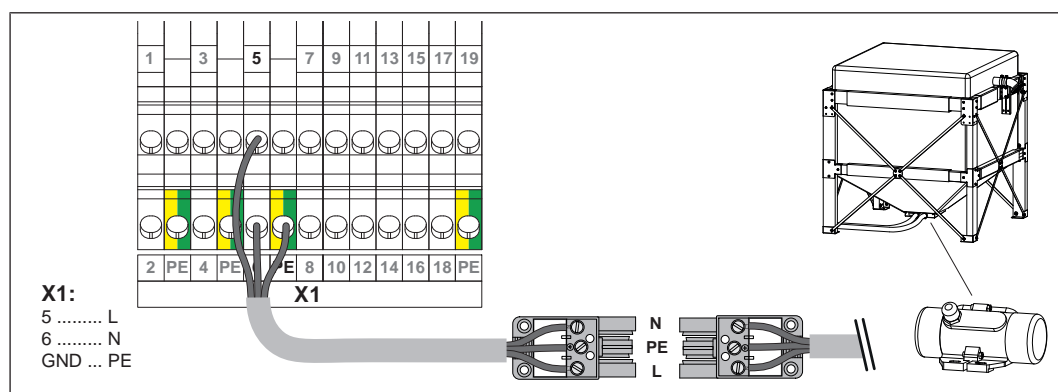 1 3 5 7 9 11 13 15 17 19
2 PE 4 PE PE 8 10 12 14 16 18 PE
X1
X1:
5 ......... L
6 ......... N
GND ... PE
N
PE
L